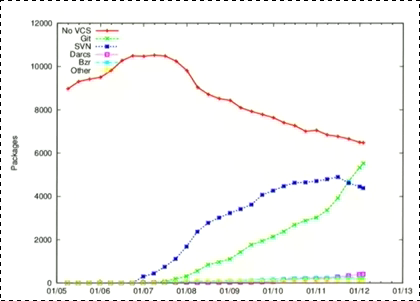 12000
10000
8000
6000
4000
2000
0
Packages
No VCS
Git
SVN
Darcs
Bzr
Other
01/05 01/06 01/07 01/08 01/09 01/10 01/11 01/12 01/13